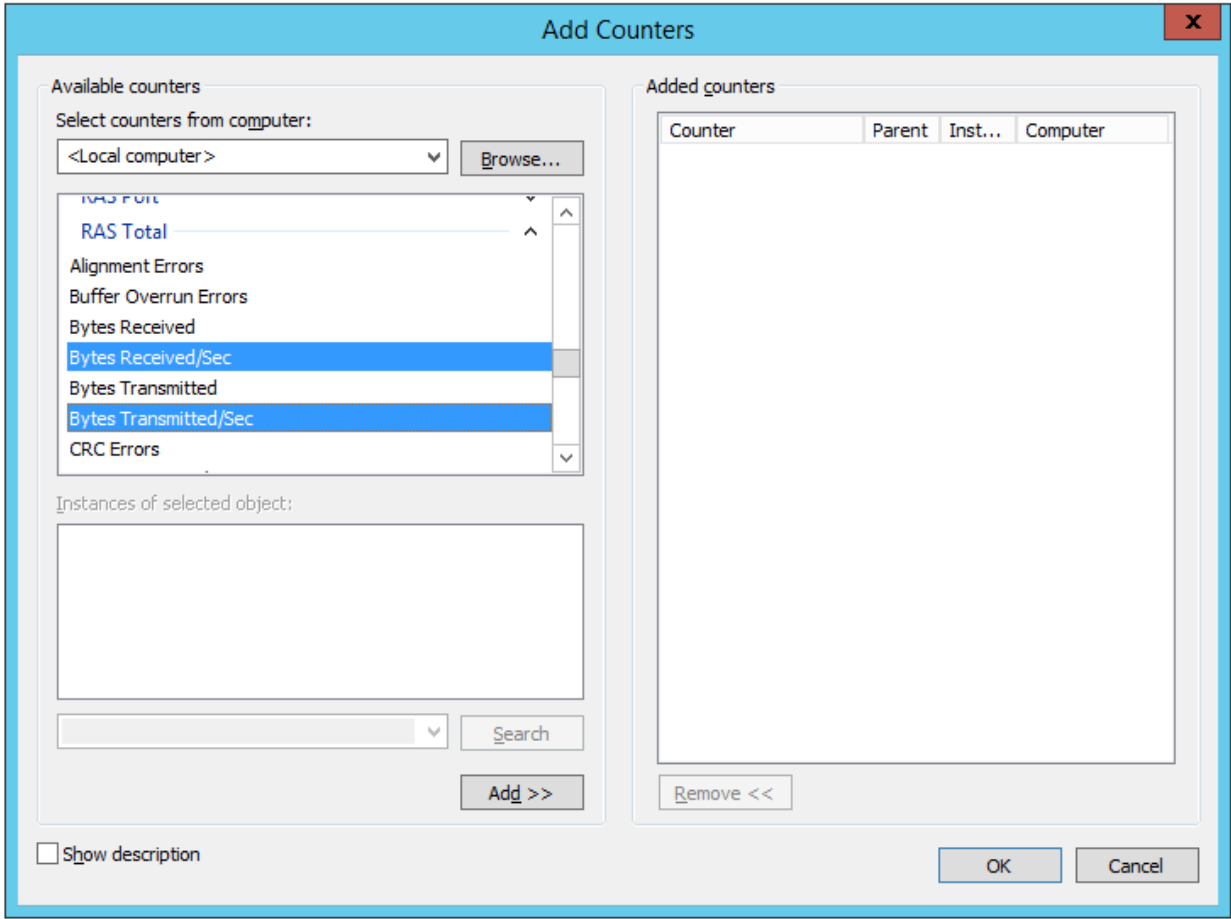 Add Counters
x
Available counters
Select counters from computer:
<Local computer>
Browse...
RAS Port
RAS Total
Alignment Errors
Buffer Overrun Errors
Bytes Received
Bytes Received/Sec
Bytes Transmitted
Bytes Transmitted/Sec
CRC Errors
Instances of selected object:
Search
Add >>
Show description
Added counters
Counter Parent Inst... Computer
Remove <<
OK Cancel